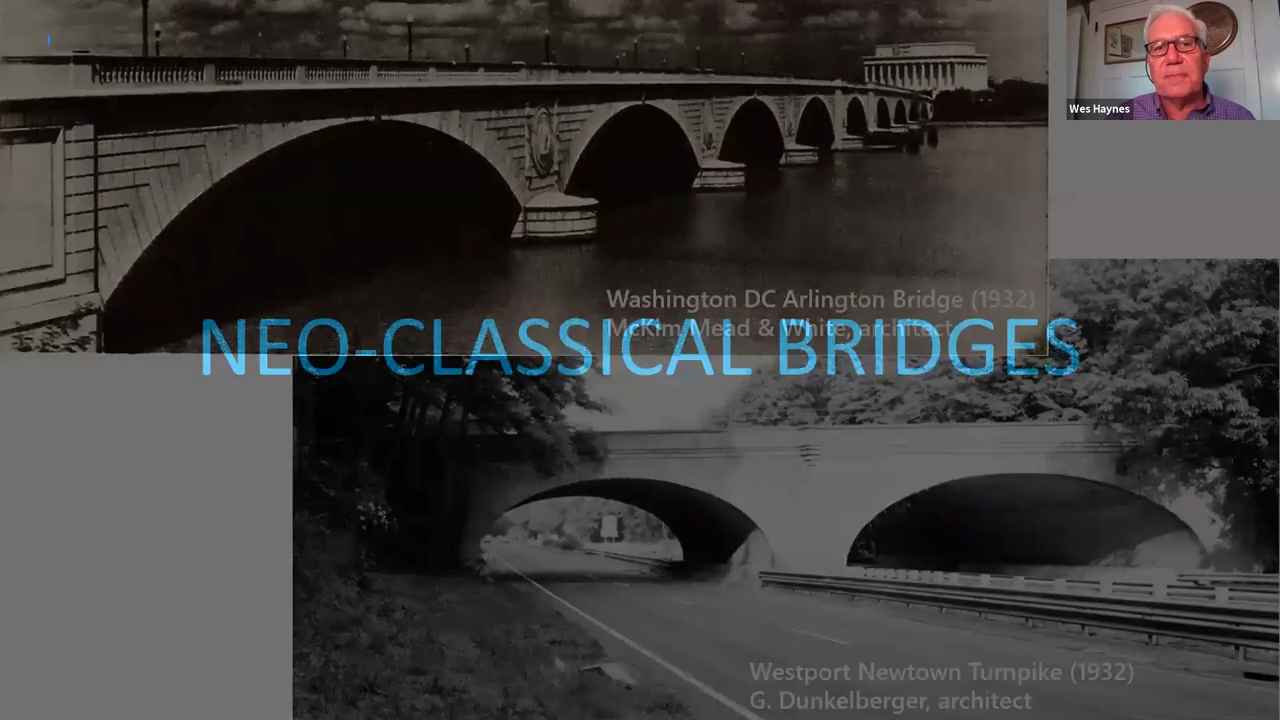 Wes Haynes
Washington DC Arlington Bridge (1932)
McKim Mead & White, architect
NEO-CLASSICAL BRIDGES
Westport Newtown Turnpike (1932)
G. Dunkelberger, architect